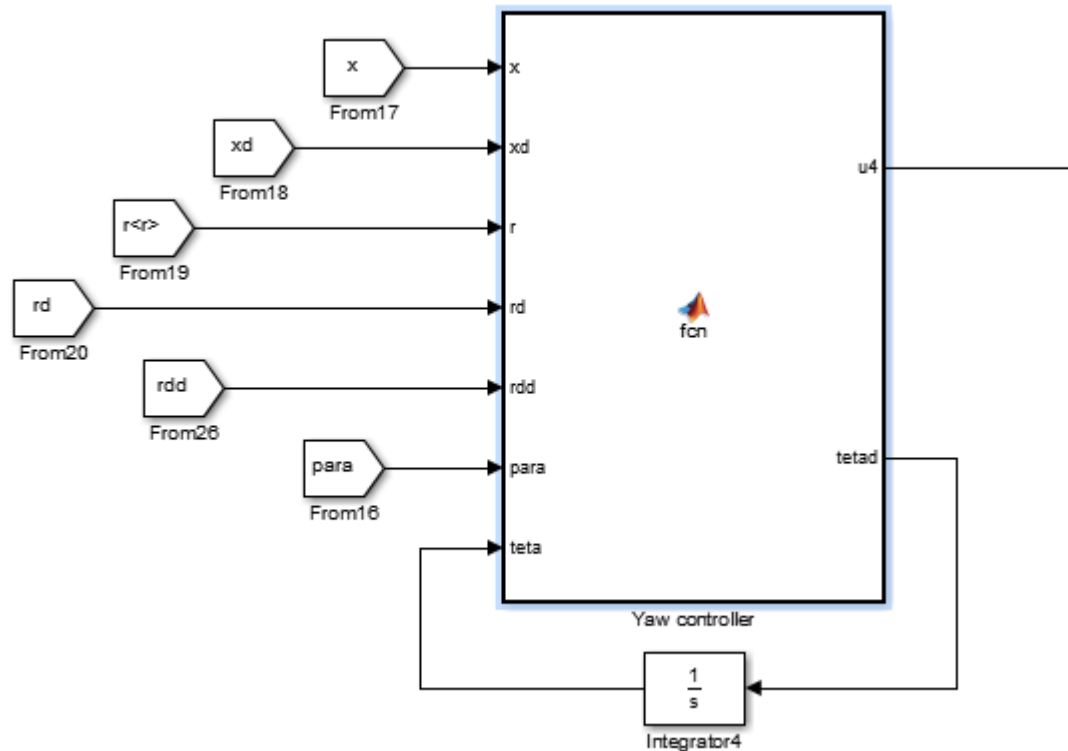 x
x
From17
xd
xd
From18
u4
r<r>
r
From19
rd
rd
From20
fcn
rdd
rdd
From26
para
para
tetad
From16
teta
Yaw controller
1
s
Integrator4